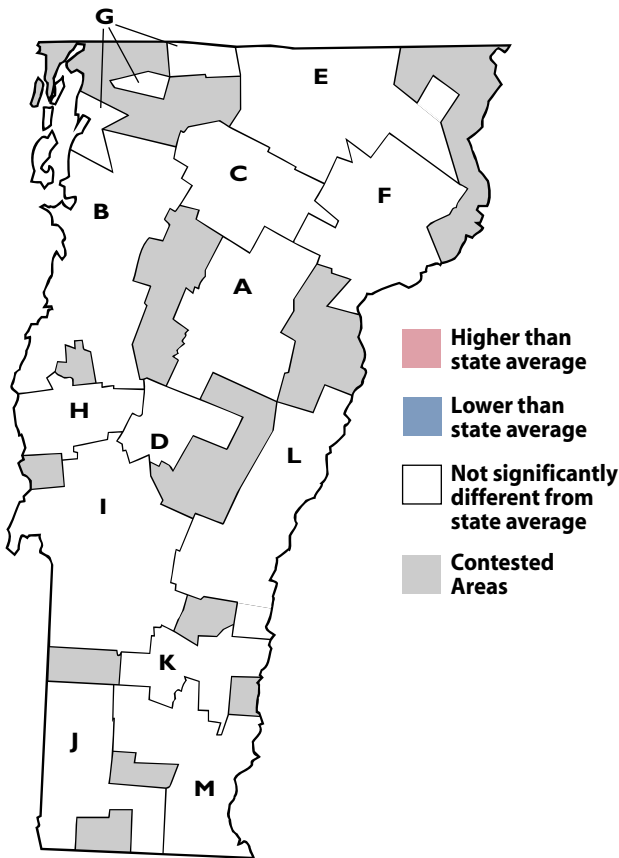 G
E
C
F
B
A
Higher than
state average
Lower than
state average
H
D
L
Not significantly
different from
state average
I
Contested
Areas
K
J
M